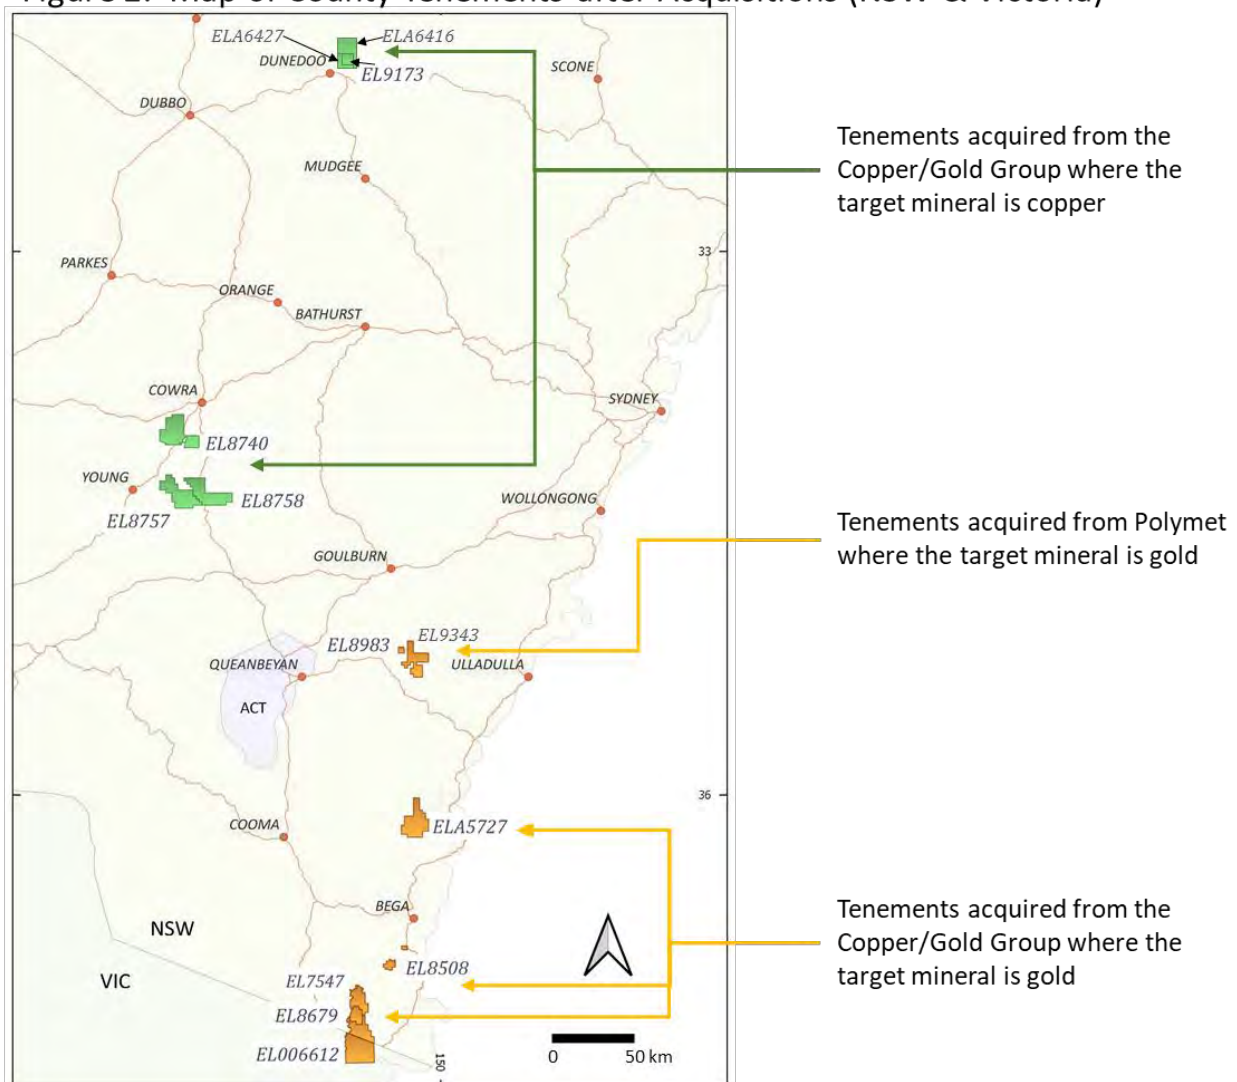 ELA6427
ELA6416
DUNEDOO
EL9173
SCONE
DUBBO
MUDGEE
Tenements acquired from the
Copper/Gold Group where the
target mineral is copper
33
PARKES
ORANGE
BATHURST
COWRA
SYDNEY
EL8740
YOUNG
EL8758
WOLLONGONG
EL8757
Tenements acquired from Polymet
where the target mineral is gold
GOULBURN
EL9343
EL8983
QUEANBEYAN
ULLADULLA
ACT
36
COOMA
ELA5727
BEGA
NSW
Tenements acquired from the
Copper/Gold Group where the
target mineral is gold
VIC
EL8508
EL7547
EL8679
EL006612
0 50 km
150